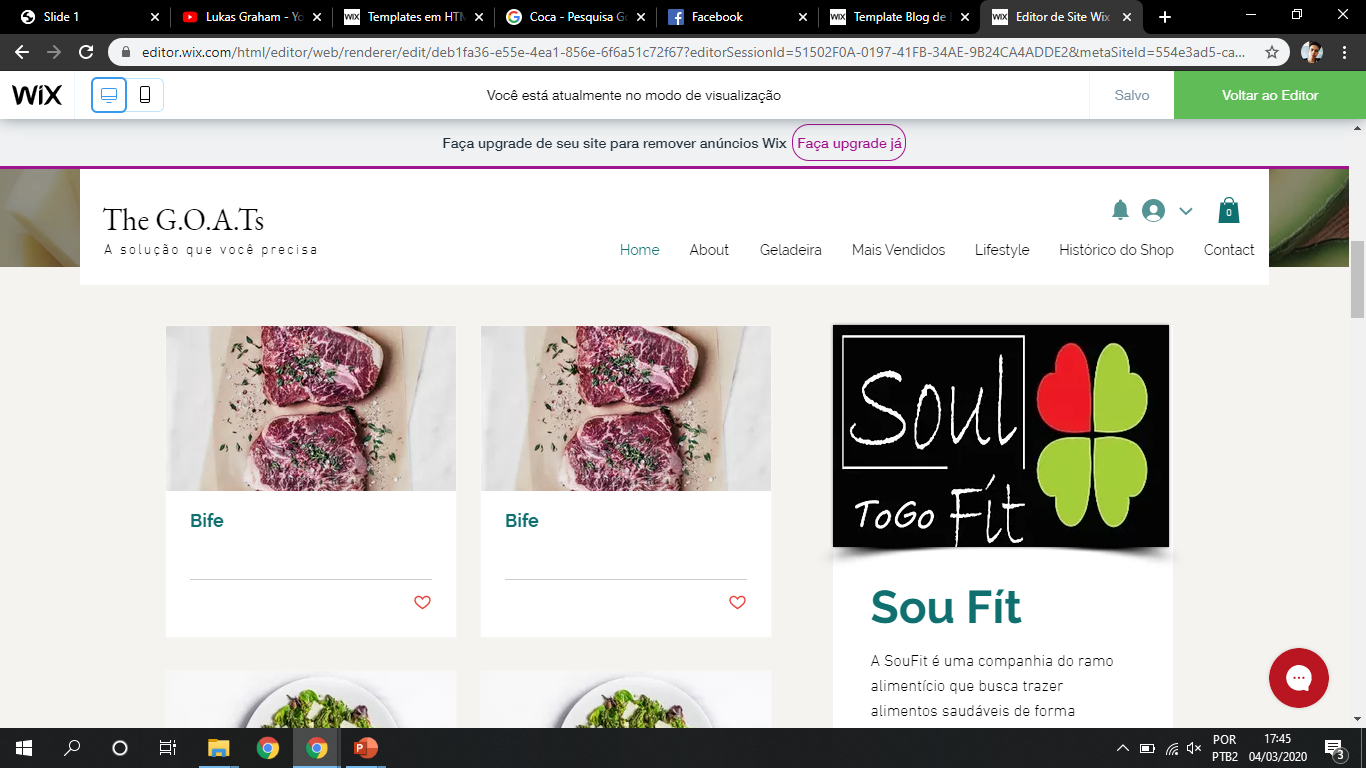 Slide 1
Lukas Graham - Yo
Templates em HTM
Coca - Pesquisa Go
Facebook
Template Blog de
Editor de Site Wix
editor.wix.com/html/editor/web/renderer/edit/deb1fa36-e55e-4ea1-856e-6f6a51c72f67?editorSessionId=51502F0A-0197-41FB-34AE-9B24CA4ADDE2&metaSiteId=554e3ad5-ca...
WiX
Você está atualmente no modo de visualização
Salvo
Voltar ao Editor
Faça upgrade de seu site para remover anúncios Wix Faça upgrade já
The G.O.A.Ts
0
A solução que você precisa
Home About Geladeira Mais Vendidos Lifestyle Histórico do Shop Contact
Soul
ToGo Fít
Bife
Bife
Sou Fít
A SouFit é uma companhia do ramo
alimentício que busca trazer
alimentos saudáveis de forma
POR
PTB2
17:45
04/03/2020
3